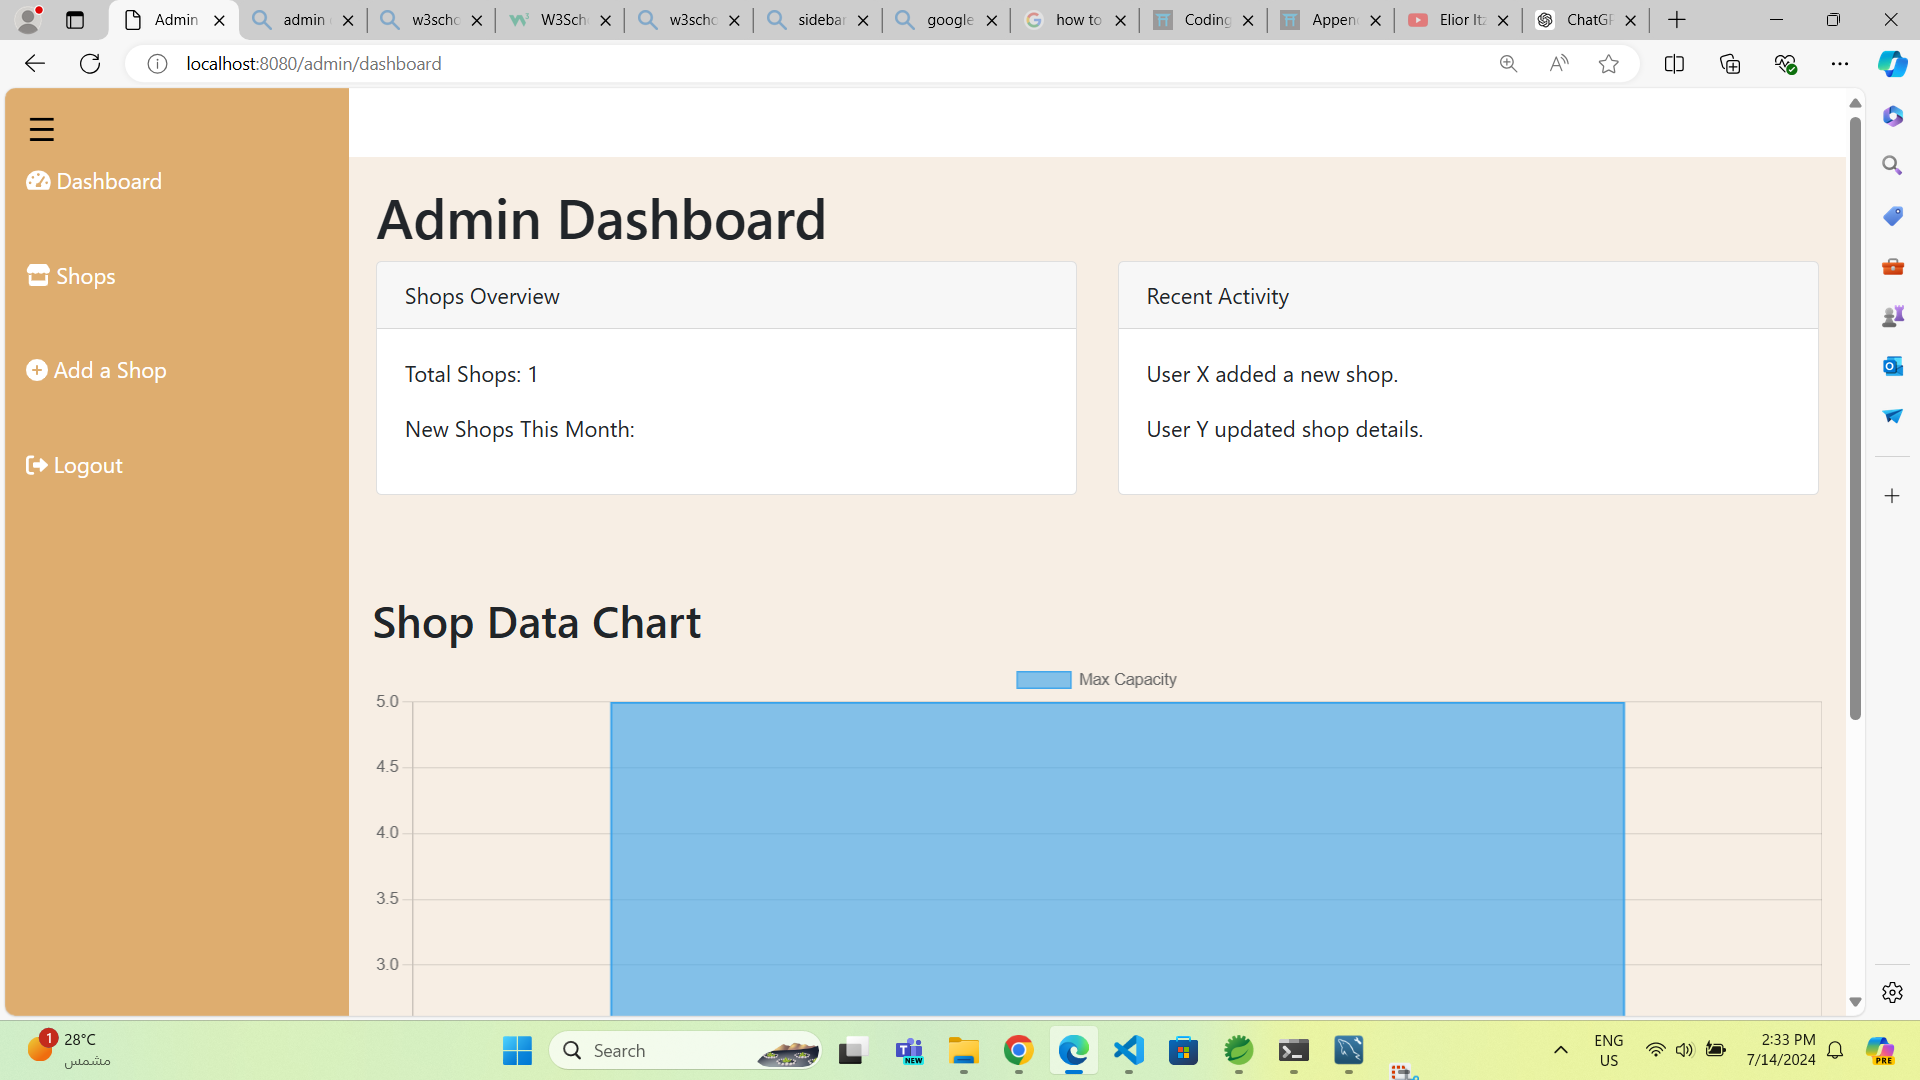 Admin
admin
w3scho
W3Sch
w3scho
sidebar
google
how to
Coding
Append
Elior Itz
ChatGP
localhost:8080/admin/dashboard
Dashboard
Shops
Add a Shop
Logout
Admin Dashboard
Shops Overview
Total Shops: 1
New Shops This Month:
Recent Activity
User X added a new shop.
User Y updated shop details.
Shop Data Chart
Max Capacity
5.0
4.5
4.0
3.5
3.0
1
28°C
مشمس
Search
NEW
ENG
US
2:33 PM
7/14/2024
PRE